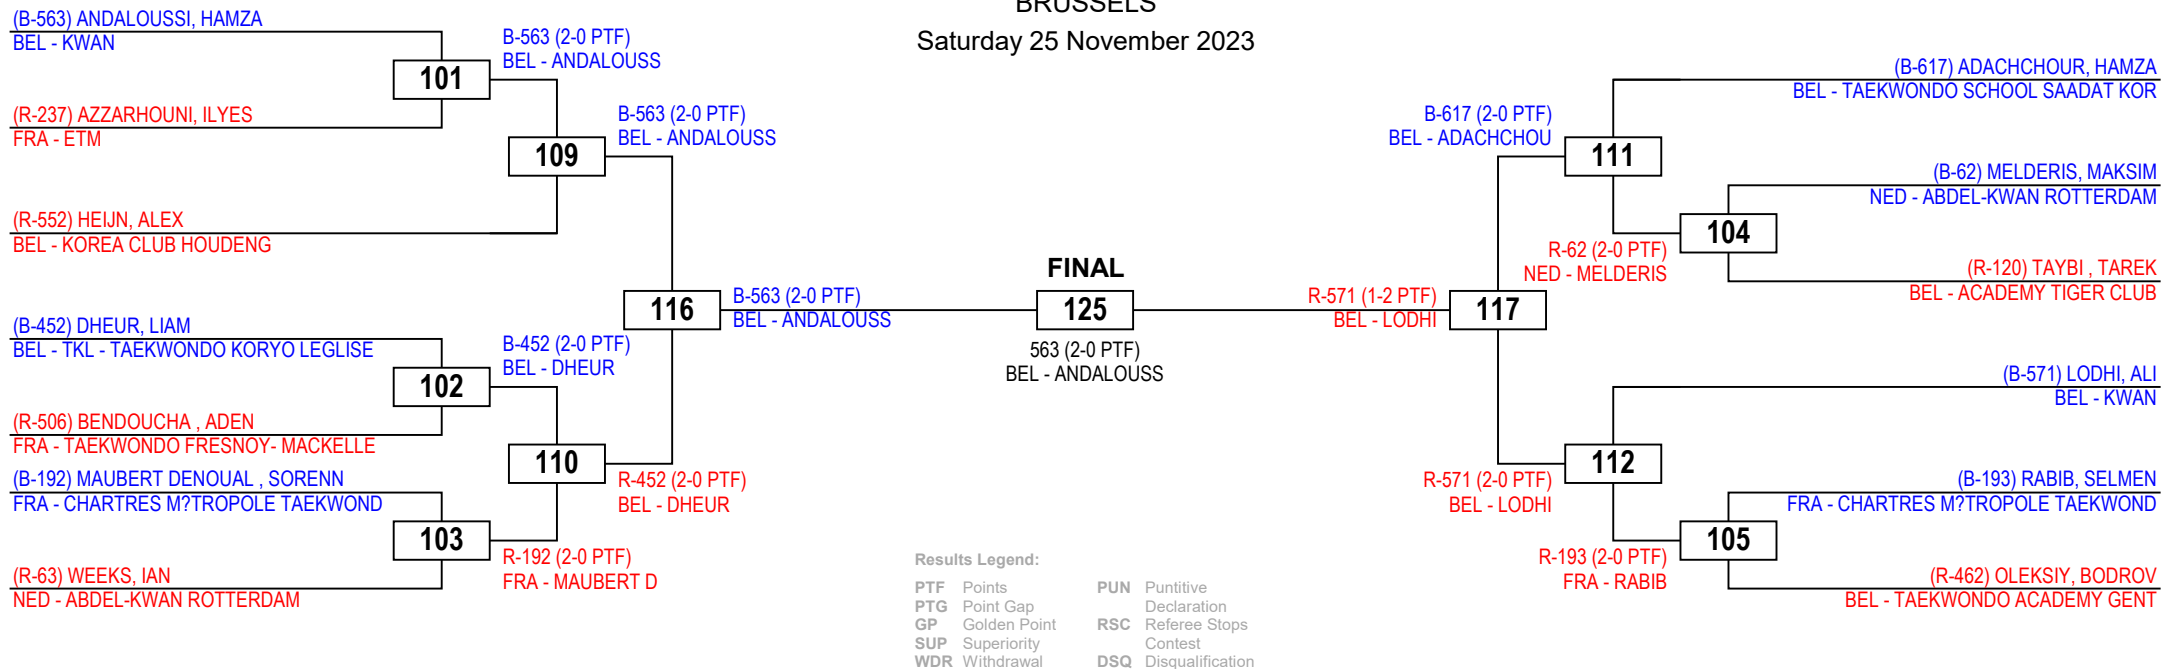 BRUSSELS
Saturday 25 November 2023
(B-563) ANDALOUSSI, HAMZA
BEL - KWAN
101
(R-237) AZZARHOUNI, ILYES
FRA - ETM
B-563 (2-0 PTF)
BEL - ANDALOUSS
109
(R-552) HEIJN, ALEX
BEL - KOREA CLUB HOUDENG
B-563 (2-0 PTF)
BEL - ANDALOUSS
116
(B-452) DHEUR, LIAM
BEL - TKL - TAEKWONDO KORYO LEGLISE
102
(R-506) BENDOUCHA , ADEN
FRA - TAEKWONDO FRESNOY- MACKELLE
B-452 (2-0 PTF)
BEL - DHEUR
110
(B-192) MAUBERT DENOUAL , SORENN
FRA - CHARTRES M?TROPOLE TAEKWOND
103
(R-63) WEEKS, IAN
NED - ABDEL-KWAN ROTTERDAM
R-192 (2-0 PTF)
FRA - MAUBERT D
R-452 (2-0 PTF)
BEL - DHEUR
B-563 (2-0 PTF)
BEL - ANDALOUSS
FINAL
125
563 (2-0 PTF)
BEL - ANDALOUSS
R-571 (1-2 PTF)
BEL - LODHI
117
B-617 (2-0 PTF)
BEL - ADACHCHOU
111
(B-617) ADACHCHOUR, HAMZA
BEL - TAEKWONDO SCHOOL SAADAT KOR
(B-62) MELDERIS, MAKSIM
NED - ABDEL-KWAN ROTTERDAM
104
R-62 (2-0 PTF)
NED - MELDERIS
(R-120) TAYBI , TAREK
BEL - ACADEMY TIGER CLUB
(B-571) LODHI, ALI
BEL - KWAN
112
R-571 (2-0 PTF)
BEL - LODHI
(B-193) RABIB, SELMEN
FRA - CHARTRES M?TROPOLE TAEKWOND
105
R-193 (2-0 PTF)
FRA - RABIB
(R-462) OLEKSIY, BODROV
BEL - TAEKWONDO ACADEMY GENT
Results Legend:
PTF Points
PTG Point Gap
GP Golden Point
SUP Superiority
WDR Withdrawal
PUN Puntitive
Declaration
RSC Referee Stops
Contest
DSQ Disqualification